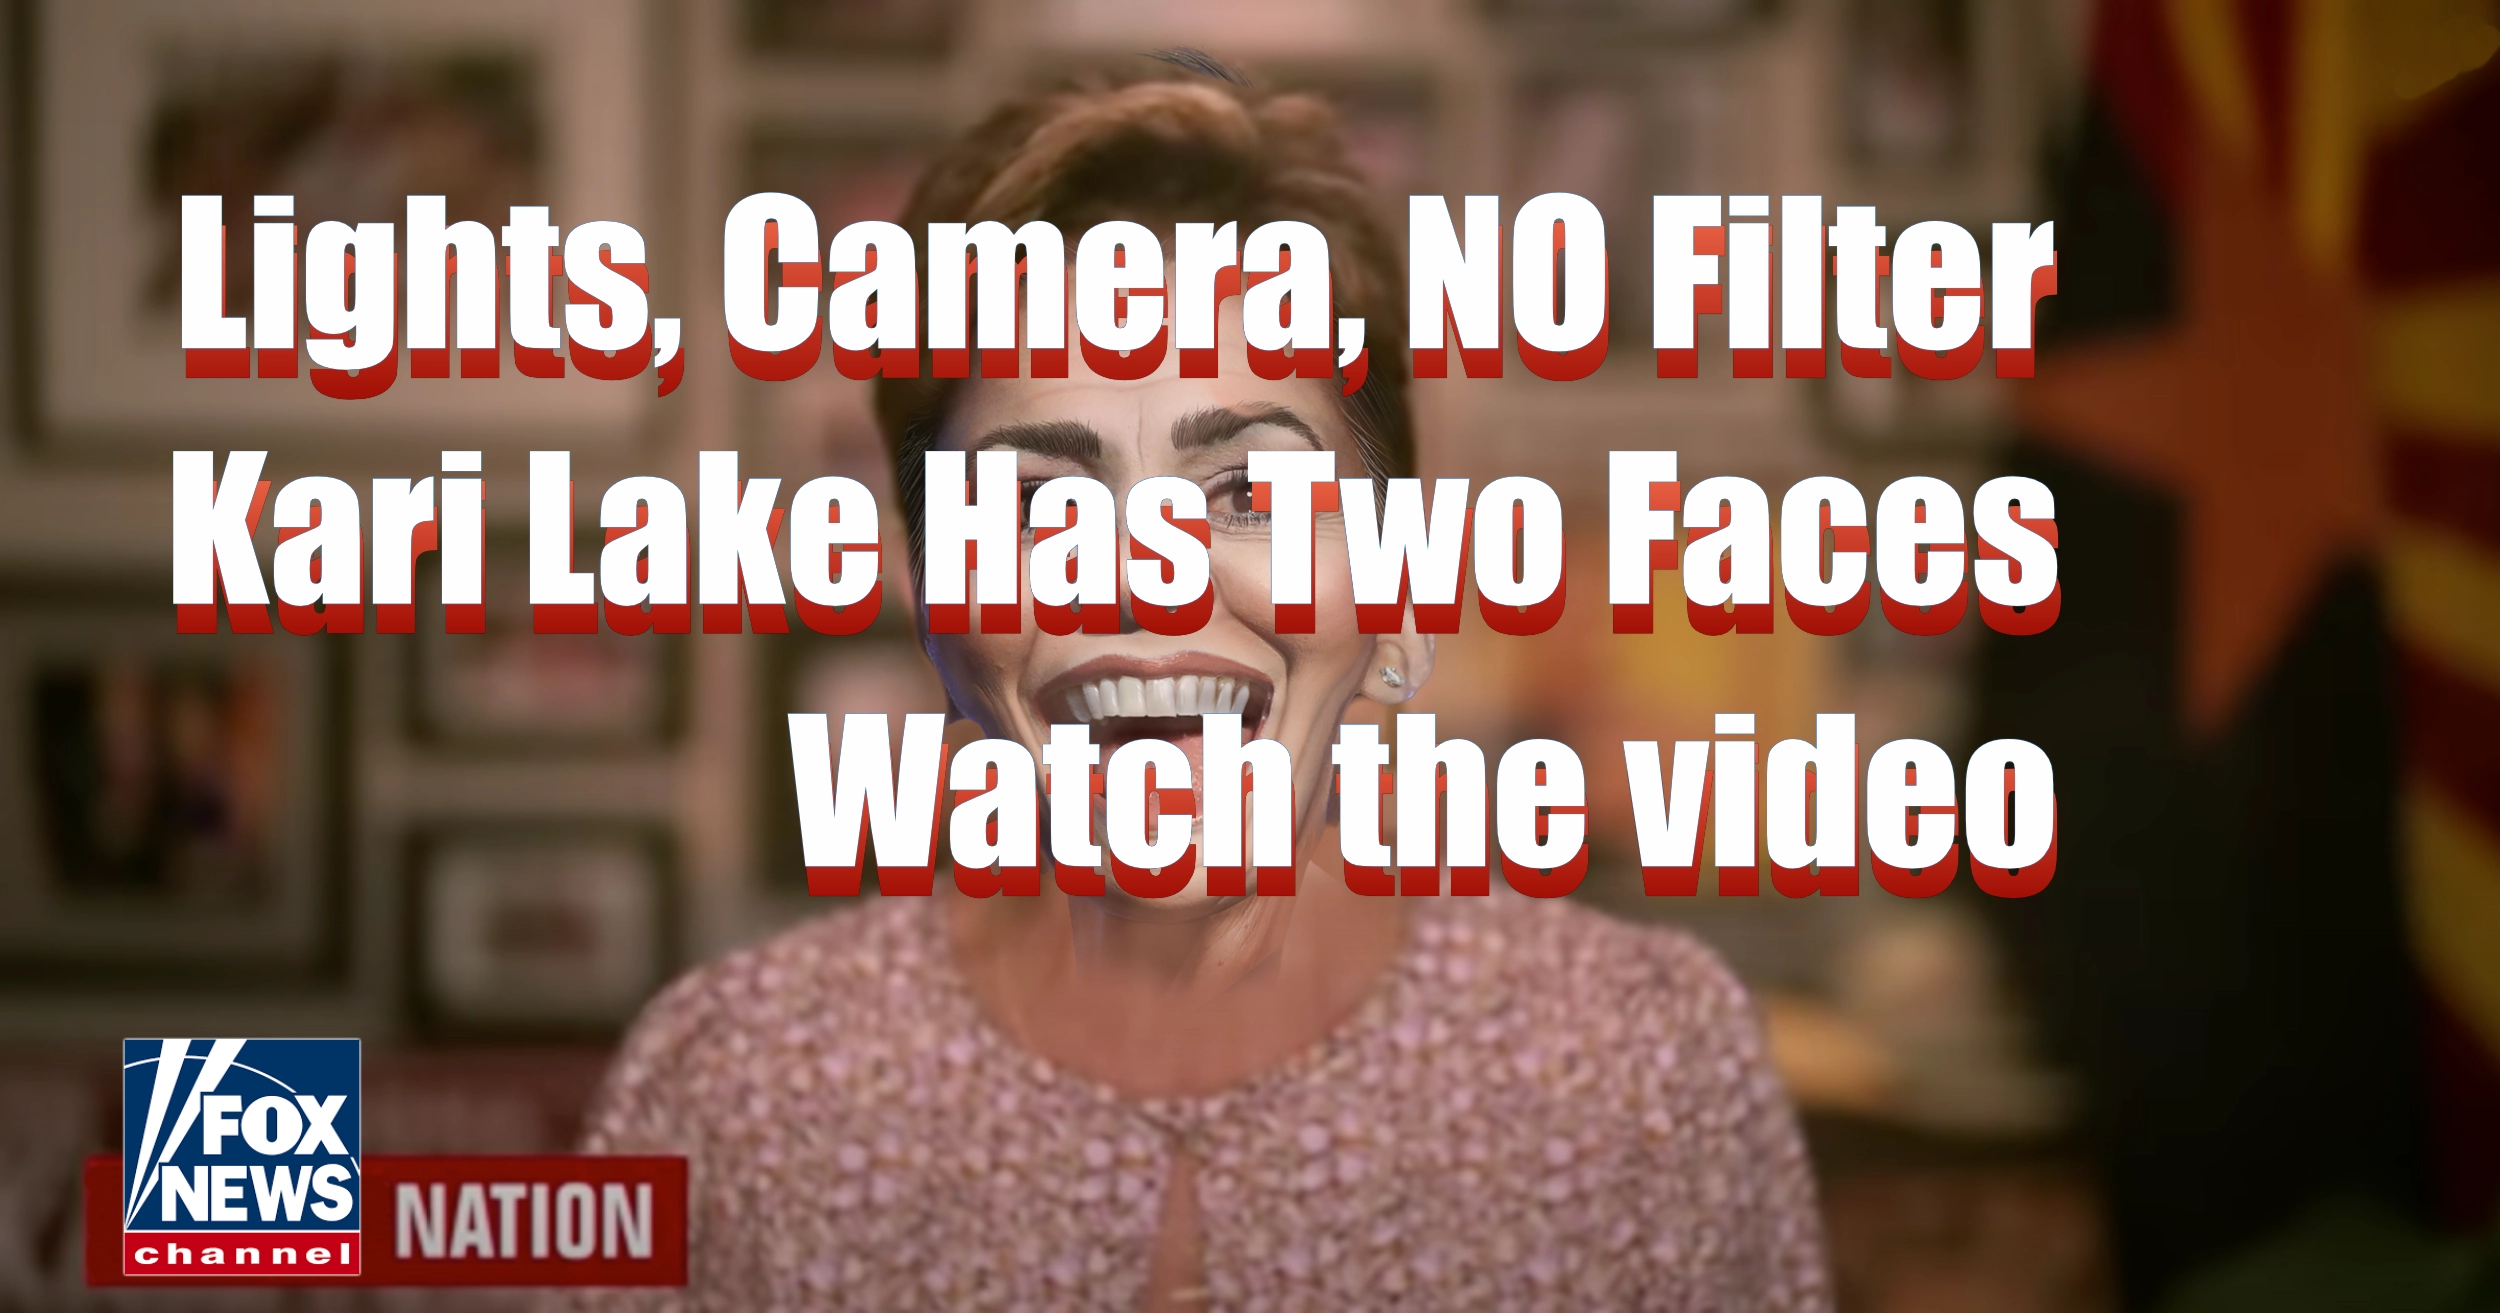 Lights, Camera, NO Filter
Kari Lake Has Two Faces
Watch the video
FOX
NEWS
channel
NATION